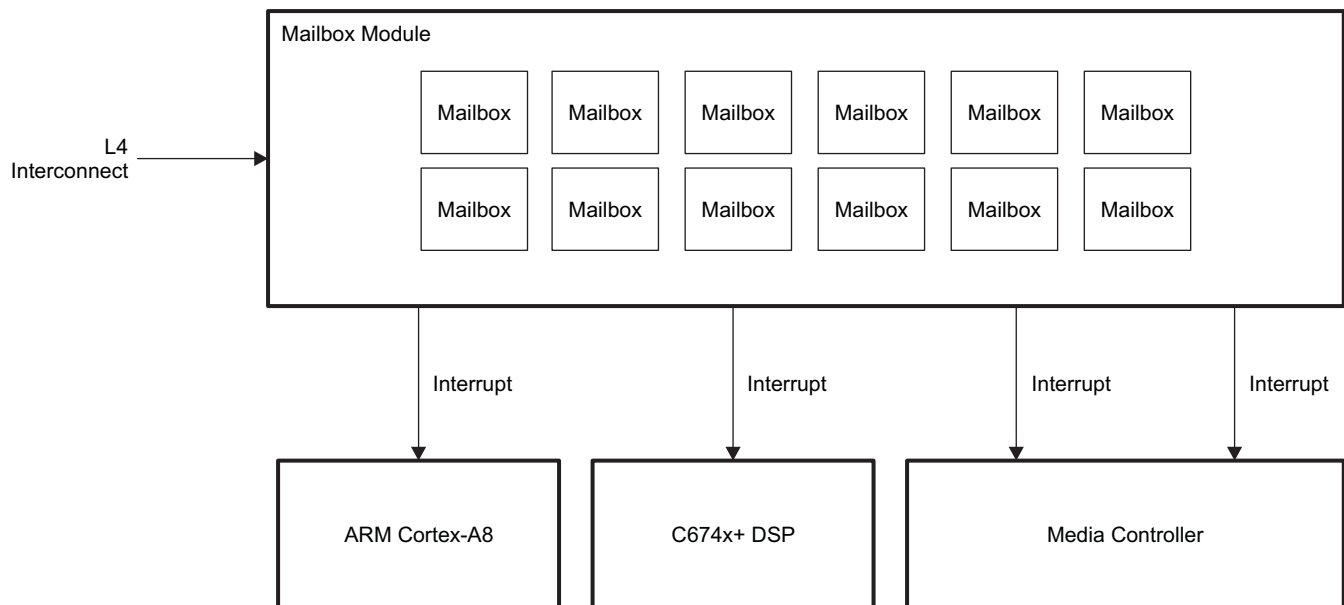 Mailbox Module
Mailbox Mailbox Mailbox Mailbox Mailbox Mailbox
L4
Interconnect
Mailbox Mailbox Mailbox Mailbox Mailbox Mailbox
Interrupt Interrupt Interrupt Interrupt
ARM Cortex-A8 C674x+ DSP Media Controller